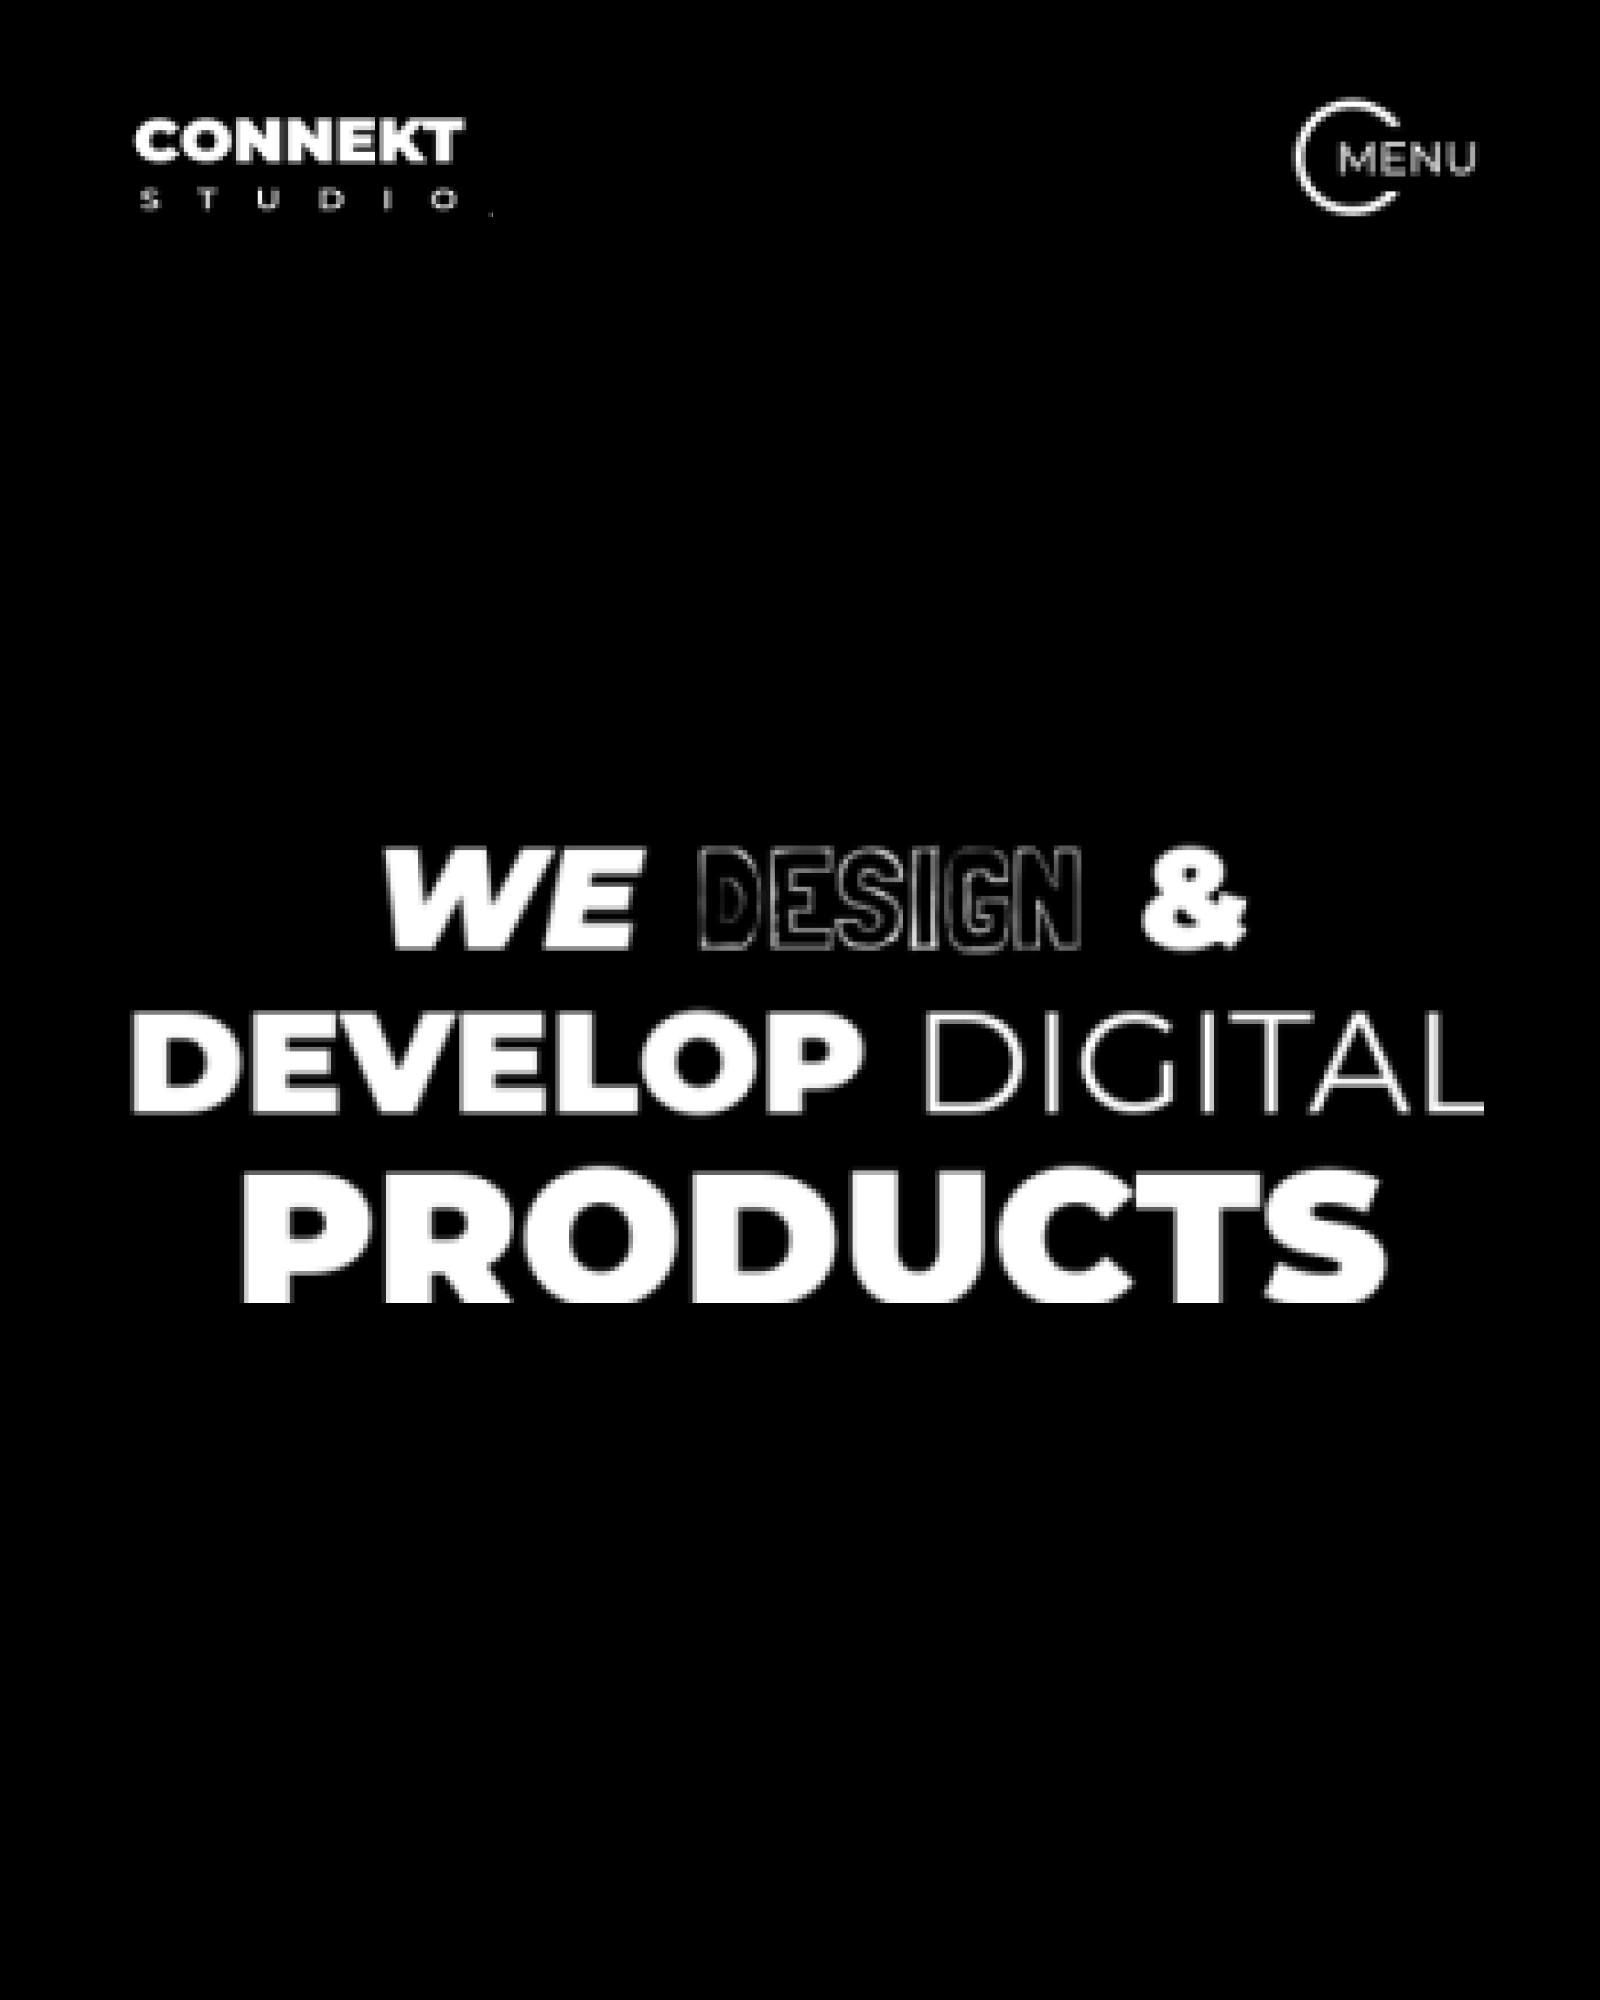 CONNEKT
STUDIO
MENU
WE DESIGN &
DEVELOP DIGITAL
PRODUCTS